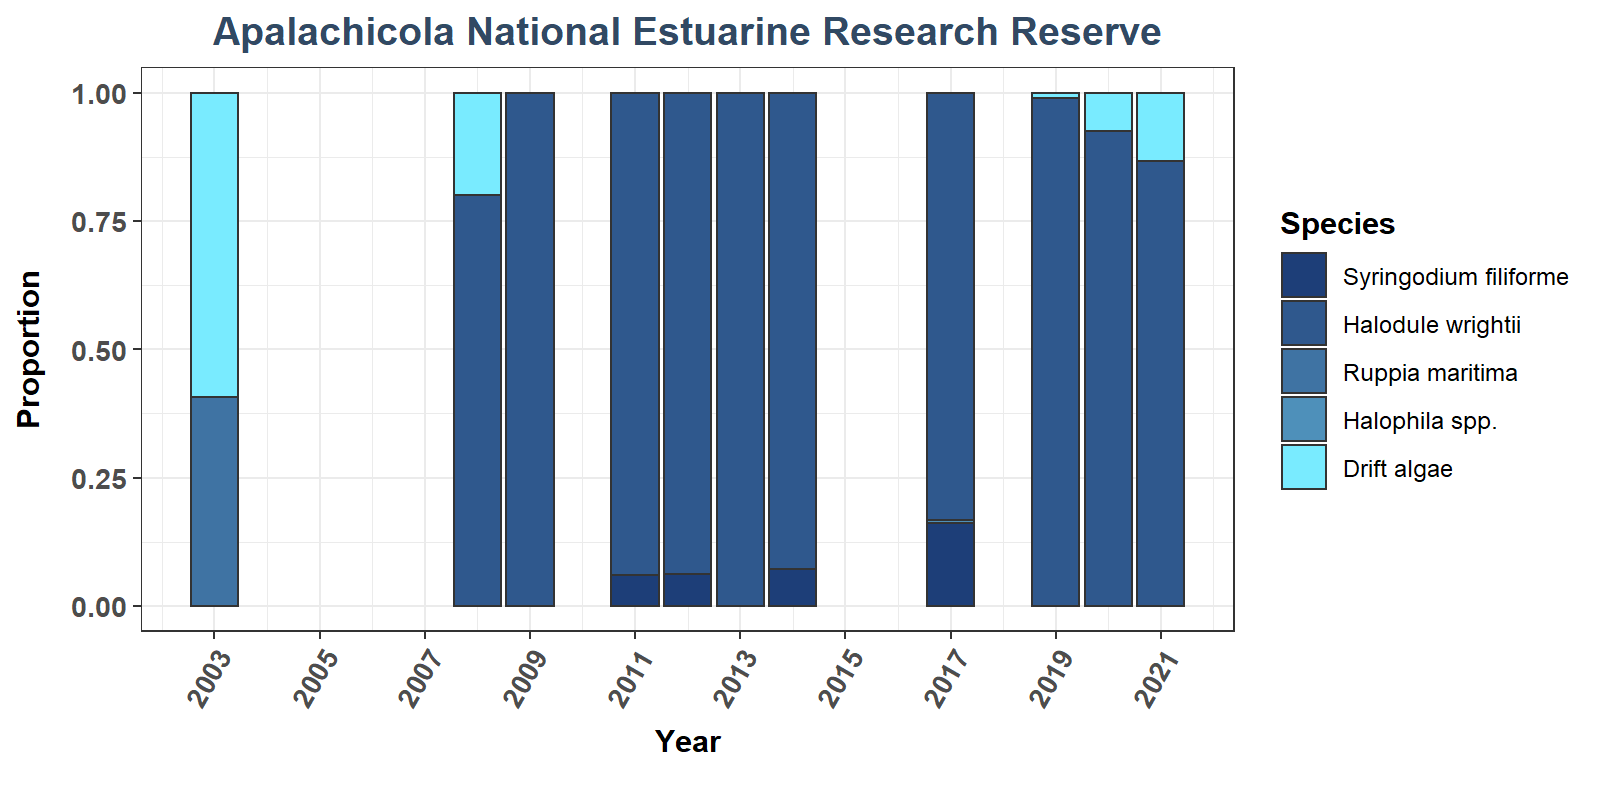 Apalachicola National Estuarine Research Reserve
Proportion
1.00
0.75
0.50
0.25
0.00
2003
2005
2007
2009
2011
2013
2015
2017
2019
2021
Year
Species
Syringodium filiforme
Halodule wrightii
Ruppia maritima
Halophila spp.
Drift algae